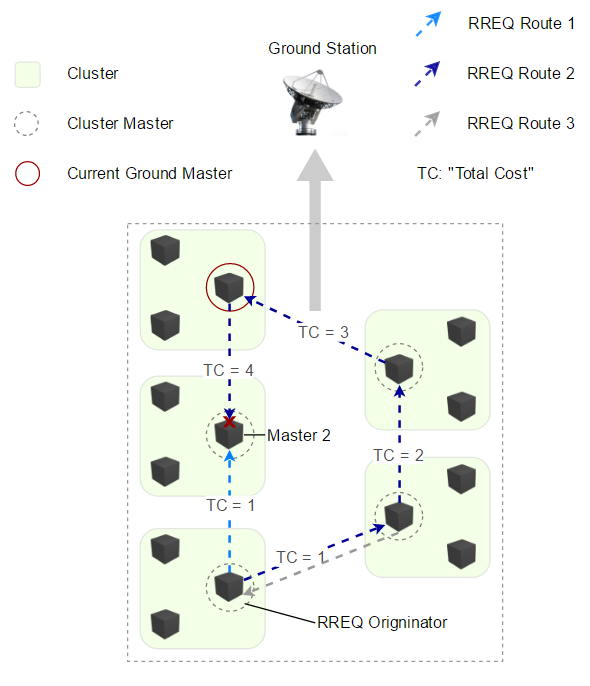 RREQ Route 1
Ground Station
Cluster
RREQ Route 2
Cluster Master
RREQ Route 3
Current Ground Master
TC: "Total Cost"
TC = 3
TC = 4
Master 2
TC = 2
TC = 1
TC = 1
RREQ Origninator